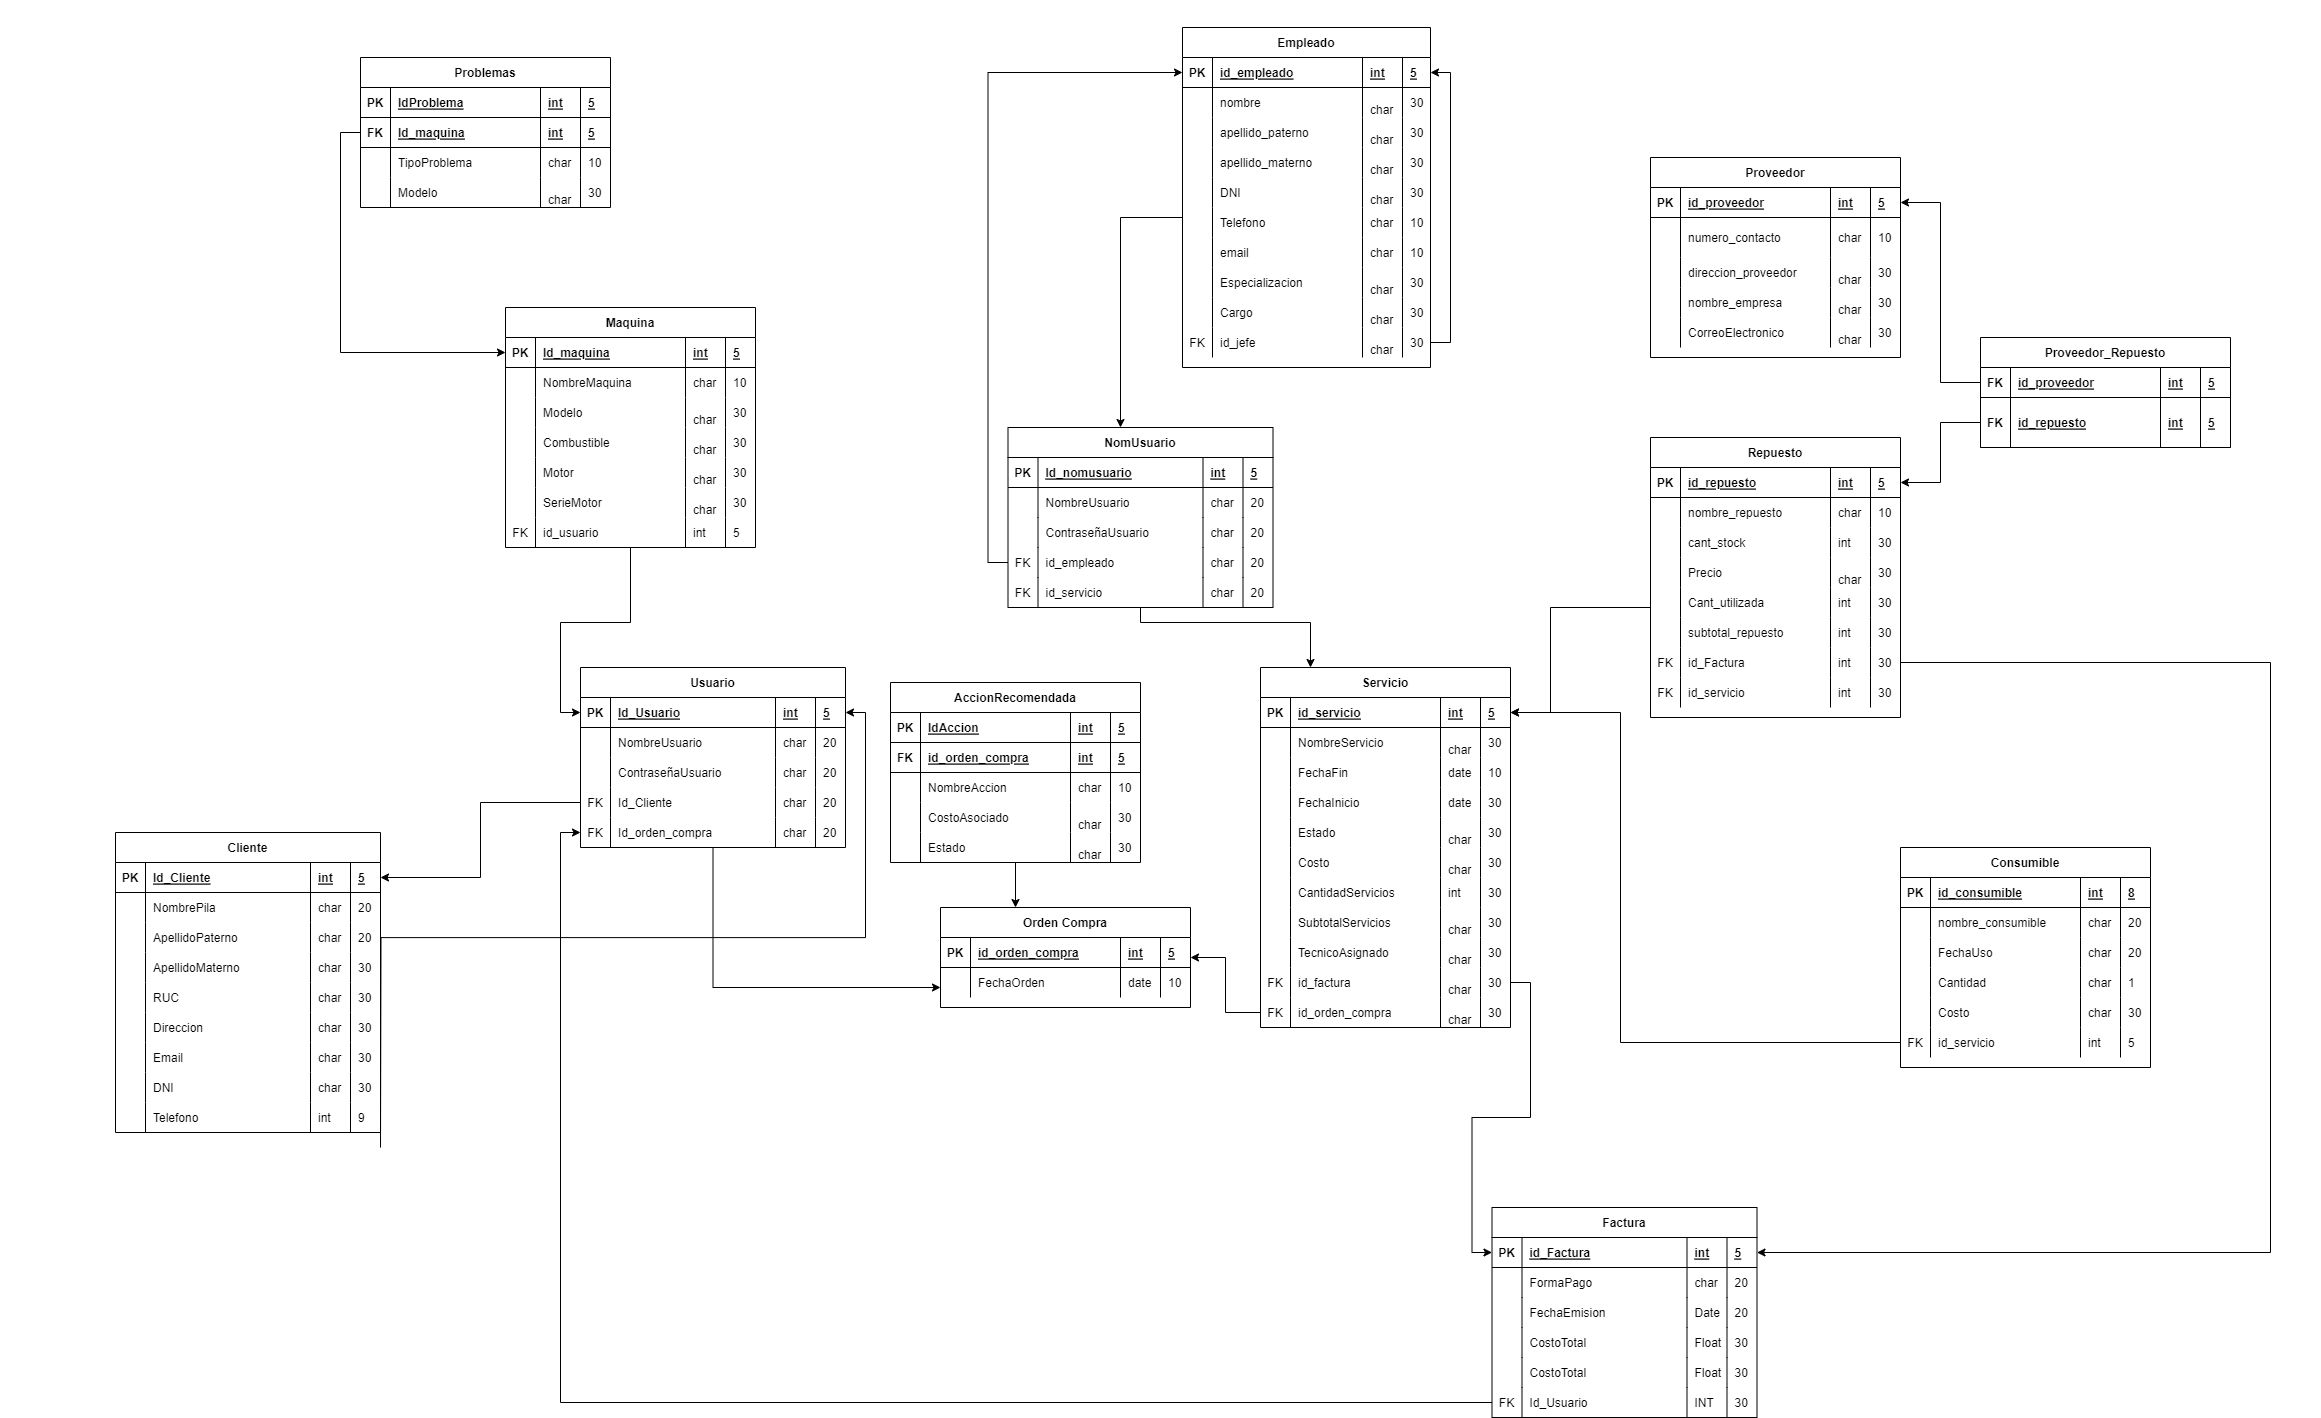 Problemas
PK IdProblema int 5
FK Id_maquina int 5
TipoProblema char 10
Modelo char 30
Maquina
PK Id_maquina int 5
NombreMaquina char 10
Modelo char 30
Combustible char 30
Motor char 30
SerieMotor char 30
FK id_usuario int 5
Empleado
PK id_empleado int 5
nombre char 30
apellido_paterno char 30
apellido_materno char 30
DNI char 30
Telefono char 10
email char 10
Especializacion char 30
Cargo char 30
FK id_jefe char 30
NomUsuario
PK Id_nomusuario int 5
NombreUsuario char 20
ContraseñaUsuario char 20
FK id_empleado char 20
FK id_servicio char 20
Proveedor
PK id_proveedor int 5
numero_contacto char 10
direccion_proveedor char 30
nombre_empresa char 30
CorreoElectronico char 30
Proveedor_Repuesto
FK id_proveedor int 5
FK id_repuesto int 5
Repuesto
PK id_repuesto int 5
nombre_repuesto char 10
cant_stock int 30
Precio char 30
Cant_utilizada int 30
subtotal_repuesto int 30
FK id_Factura int 30
FK id_servicio int 30
Usuario
PK Id_Usuario int 5
NombreUsuario char 20
ContraseñaUsuario char 20
FK Id_Cliente char 20
FK Id_orden_compra char 20
AccionRecomendada
PK IdAccion int 5
FK id_orden_compra int 5
NombreAccion char 10
CostoAsociado char 30
Estado char 30
Servicio
PK id_servicio int 5
NombreServicio char 30
FechaFin date 10
FechaInicio date 30
Estado char 30
Costo char 30
CantidadServicios int 30
SubtotalServicios char 30
TecnicoAsignado char 30
FK id_factura char 30
FK id_orden_compra char 30
Cliente
PK Id_Cliente int 5
NombrePila char 20
ApellidoPaterno char 20
ApellidoMaterno char 30
RUC char 30
Direccion char 30
Email char 30
DNI char 30
Telefono int 9
Orden Compra
PK id_orden_compra int 5
FechaOrden date 10
Consumible
PK id_consumible int 8
nombre_consumible char 20
FechaUso char 20
Cantidad char 1
Costo char 30
FK id_servicio int 5
Factura
PK id_Factura int 5
FormaPago char 20
FechaEmision Date 20
CostoTotal Float 30
CostoTotal Float 30
FK Id_Usuario INT 30